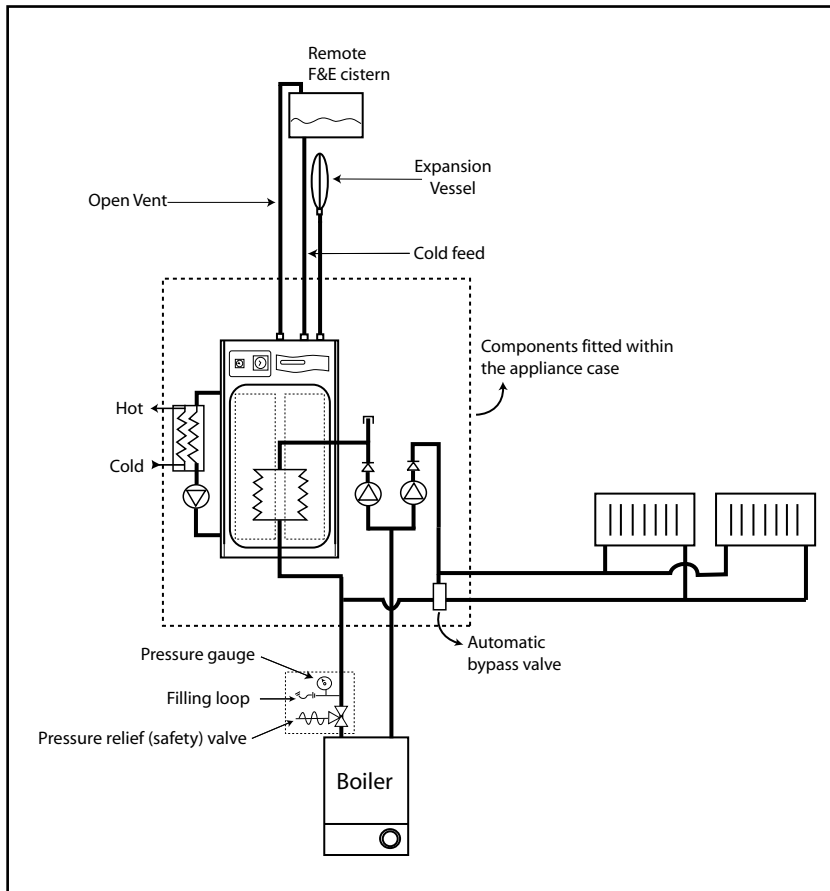 Remote
F&E cistern
Expansion
Vessel
Open Vent
Cold feed
Components fitted within
the appliance case
Hot
Cold
Automatic
bypass valve
Pressure gauge
Filling loop
Pressure relief (safety) valve
Boiler